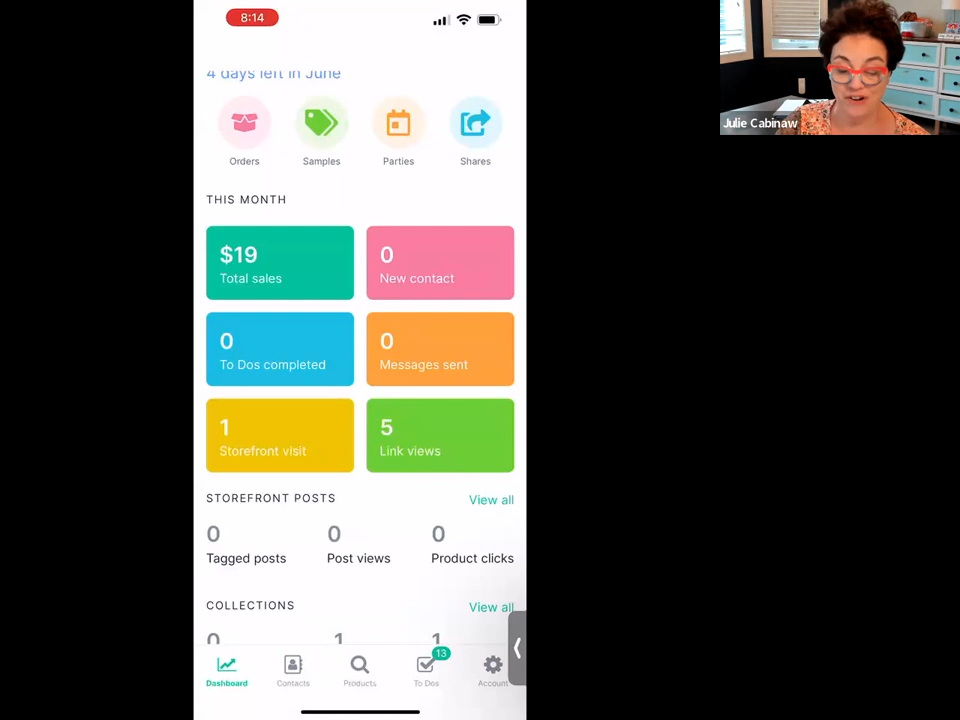 8:14
4 days left in June
Orders
Samples
Parties
Shares
THIS MONTH
$19
Total sales
0
New contact
0
To Dos completed
0
Messages sent
1
Storefront visit
5
Link views
STOREFRONT POSTS
View all
0
Tagged posts
0
Post views
0
Product clicks
COLLECTIONS
View all
0
1
1
Dashboard
Contacts
Products
13
To Dos
Account
Julie Cabinaw